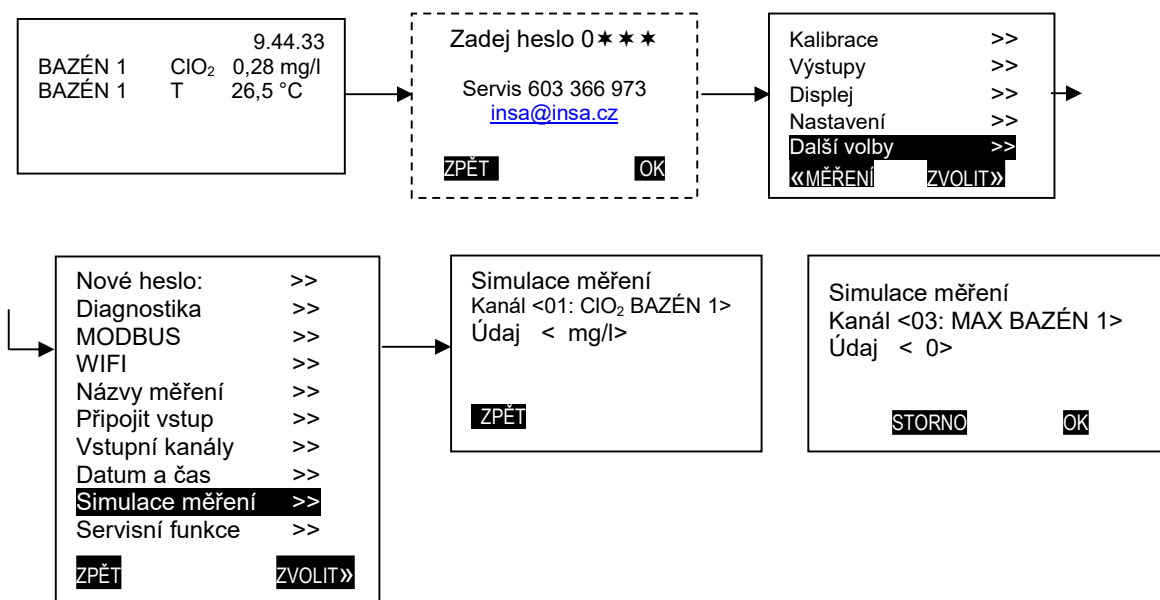 9.44.33
BAZÉN 1 ClO₂ 0,28 mg/l
BAZÉN 1 T 26,5 °C
Zadej heslo 0✶✶✶
Servis 603 366 973
insa@insa.cz
ZPĚT OK
Kalibrace >>
Výstupy >>
Displej >>
Nastavení >>
Další volby >>
«MĚŘENÍ ZVOLIT»
Nové heslo: >>
Diagnostika >>
MODBUS >>
WIFI >>
Názvy měření >>
Připojit vstup >>
Vstupní kanály >>
Datum a čas >>
Simulace měření >>
Servisní funkce >>
ZPĚT ZVOLIT»
Simulace měření
Kanál <01: ClO₂ BAZÉN 1>
Údaj < mg/l>
ZPĚT
Simulace měření
Kanál <03: MAX BAZÉN 1>
Údaj < 0>
STORNO OK